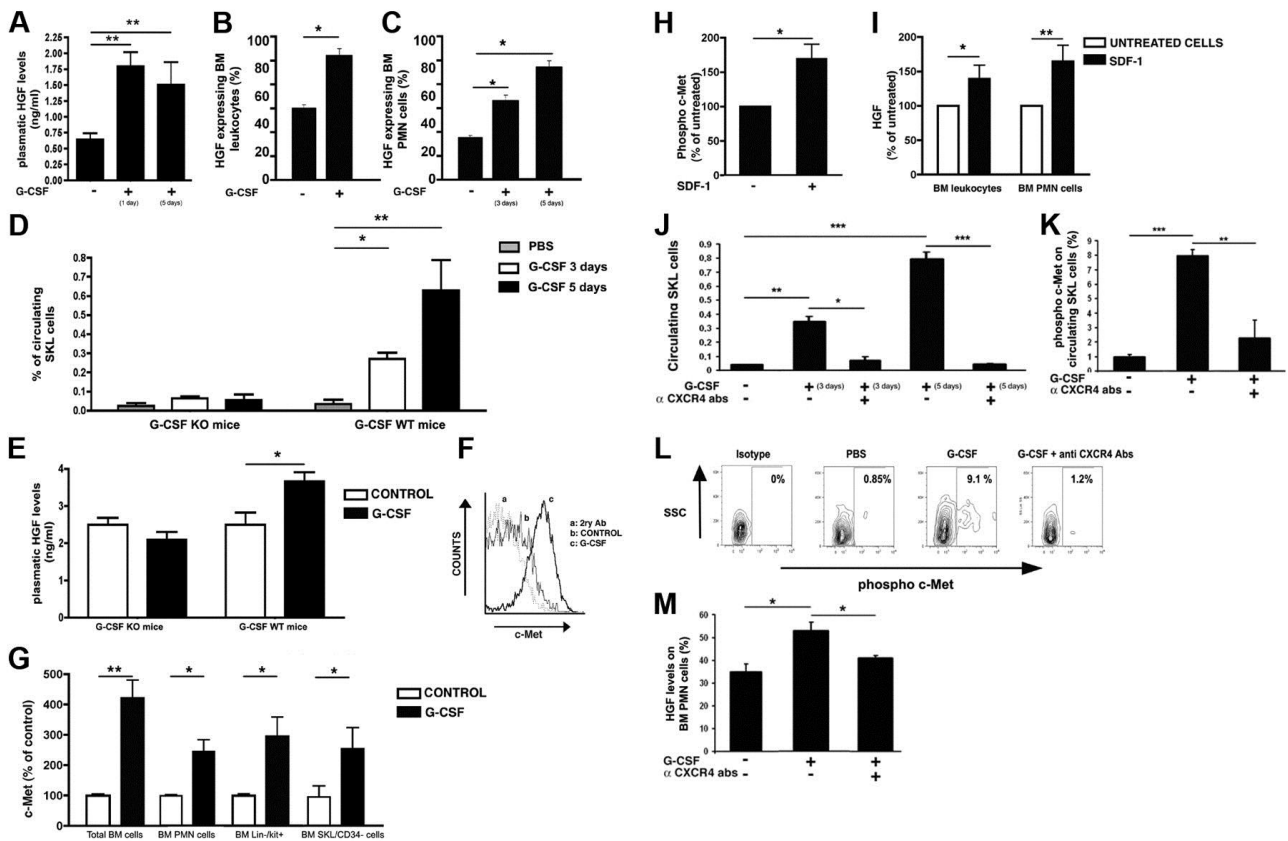 A
plasmatic HGF levels
(ng/ml)
2.25
2.00
1.75
1.50
1.25
1.00
0.75
0.50
0.25
0.00
**
**
G-CSF
-
+
+
(1 day)
(5 days)
B
HGF expressing BM
leukocytes (%)
100
80
60
40
20
*
G-CSF
-
+
C
HGF expressing BM
PMN cells (%)
100
80
60
40
20
*
*
G-CSF
-
+
+
(3 days)
(5 days)
D
% of circulating
SKL cells
0.8
0.7
0.6
0.5
0.4
0.3
0.2
0.1
0.0
**
*
PBS
G-CSF 3 days
G-CSF 5 days
G-CSF KO mice
G-CSF WT mice
E
plasmatic HGF levels
(ng/ml)
4
3
2
1
0
*
CONTROL
G-CSF
G-CSF KO mice
G-CSF WT mice
F
COUNTS
a
b
c
a: 2ry Ab
b: CONTROL
c: G-CSF
c-Met
G
c-Met (% of control)
500
400
300
200
100
0
**
*
*
*
CONTROL
G-CSF
Total BM cells
BM PMN cells
BM Lin-/kit+
BM SKL/CD34- cells
H
Phospho c-Met
(% of untreated)
200
150
100
50
0
*
SDF-1
-
+
I
HGF
(% of untreated)
200
150
100
50
0
*
**
UNTREATED CELLS
SDF-1
BM leukocytes
BM PMN cells
J
Circulating SKL cells
0.9
0.8
0.7
0.6
0.5
0.4
0.3
0.2
0.1
0
***
***
**
*
G-CSF - + (3 days) + (3 days) + (5 days) + (5 days)
α CXCR4 abs - - + - +
K
phospho c-Met on
circulating SKL cells (%)
9
8
7
6
5
4
3
2
1
0
***
**
G-CSF - + +
α CXCR4 abs - - +
L
Isotype
PBS
G-CSF
G-CSF + anti CXCR4 Abs
0%
0.85%
9.1 %
1.2%
SSC
phospho c-Met
M
HGF levels on
BM PMN cells (%)
60
50
40
30
20
10
0
*
*
G-CSF - + +
α CXCR4 abs - - +